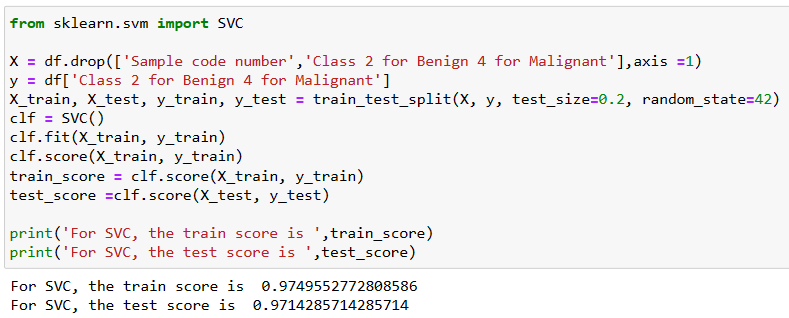 from sklearn.svm import SVC
X = df.drop(['Sample code number','Class 2 for Benign 4 for Malignant'],axis =1)
y = df['Class 2 for Benign 4 for Malignant']
X_train, X_test, y_train, y_test = train_test_split(X, y, test_size=0.2, random_state=42)
clf = SVC()
clf.fit(X_train, y_train)
clf.score(X_train, y_train)
train_score = clf.score(X_train, y_train)
test_score =clf.score(X_test, y_test)
print('For SVC, the train score is ',train_score)
print('For SVC, the test score is ',test_score)
For SVC, the train score is  0.9749552772808586
For SVC, the test score is  0.9714285714285714